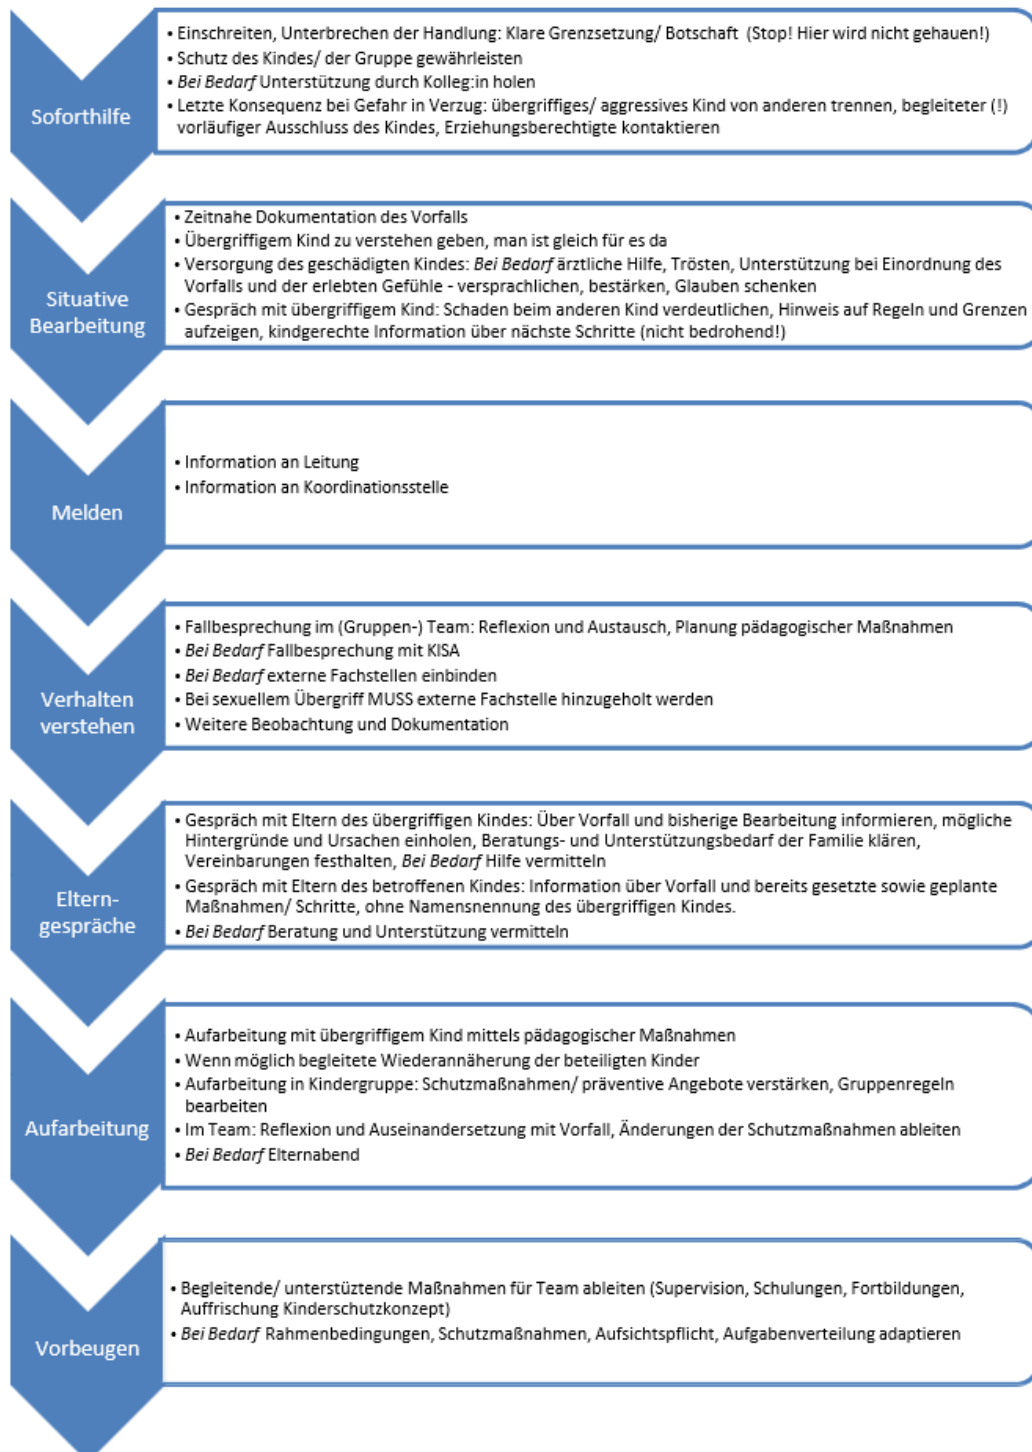 Soforthilfe
• Einschreiten, Unterbrechen der Handlung: Klare Grenzsetzung/ Botschaft (Stop! Hier wird nicht gehauen!)
• Schutz des Kindes/ der Gruppe gewährleisten
• Bei Bedarf Unterstützung durch Kolleg:in holen
• Letzte Konsequenz bei Gefahr in Verzug: übergriffiges/ aggressives Kind von anderen trennen, begleiteter (!)
vorläufiger Ausschluss des Kindes, Erziehungsberechtigte kontaktieren
Situative
Bearbeitung
• Zeitnahe Dokumentation des Vorfalls
• Übergriffigem Kind zu verstehen geben, man ist gleich für es da
• Versorgung des geschädigten Kindes: Bei Bedarf ärztliche Hilfe, Trösten, Unterstützung bei Einordnung des
Vorfalls und der erlebten Gefühle - versprachlichen, bestärken, Glauben schenken
• Gespräch mit übergriffigem Kind: Schaden beim anderen Kind verdeutlichen, Hinweis auf Regeln und Grenzen
aufzeigen, kindgerechte Information über nächste Schritte (nicht bedrohend!)
Melden
• Information an Leitung
• Information an Koordinationsstelle
Verhalten
verstehen
• Fallbesprechung im (Gruppen-) Team: Reflexion und Austausch, Planung pädagogischer Maßnahmen
• Bei Bedarf Fallbesprechung mit KISA
• Bei Bedarf externe Fachstellen einbinden
• Bei sexuellem Übergriff MUSS externe Fachstelle hinzugeholt werden
• Weitere Beobachtung und Dokumentation
Eltern-
gespräche
• Gespräch mit Eltern des übergriffigen Kindes: Über Vorfall und bisherige Bearbeitung informieren, mögliche
Hintergründe und Ursachen einholen, Beratungs- und Unterstützungsbedarf der Familie klären,
Vereinbarungen festhalten, Bei Bedarf Hilfe vermitteln
• Gespräch mit Eltern des betroffenen Kindes: Information über Vorfall und bereits gesetzte sowie geplante
Maßnahmen/ Schritte, ohne Namensnennung des übergriffigen Kindes.
• Bei Bedarf Beratung und Unterstützung vermitteln
Aufarbeitung
• Aufarbeitung mit übergriffigem Kind mittels pädagogischer Maßnahmen
• Wenn möglich begleitete Wiederannäherung der beteiligten Kinder
• Aufarbeitung in Kindergruppe: Schutzmaßnahmen/ präventive Angebote verstärken, Gruppenregeln
bearbeiten
• Im Team: Reflexion und Auseinandersetzung mit Vorfall, Änderungen der Schutzmaßnahmen ableiten
• Bei Bedarf Elternabend
Vorbeugen
• Begleitende/ unterstüztende Maßnahmen für Team ableiten (Supervision, Schulungen, Fortbildungen,
Auffrischung Kinderschutzkonzept)
• Bei Bedarf Rahmenbedingungen, Schutzmaßnahmen, Aufsichtspflicht, Aufgabenverteilung adaptieren